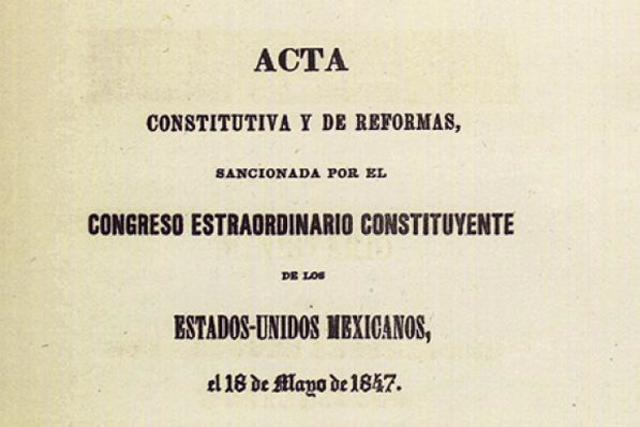 ACTA
CONSTITUTIVA Y DE REFORMAS,
SANCIONADA POR EL
CONGRESO ESTRAORDINARIO CONSTITUYENTE
DE LOS
ESTADOS-UNIDOS MEXICANOS,
el 18 de Mayo de 1847.